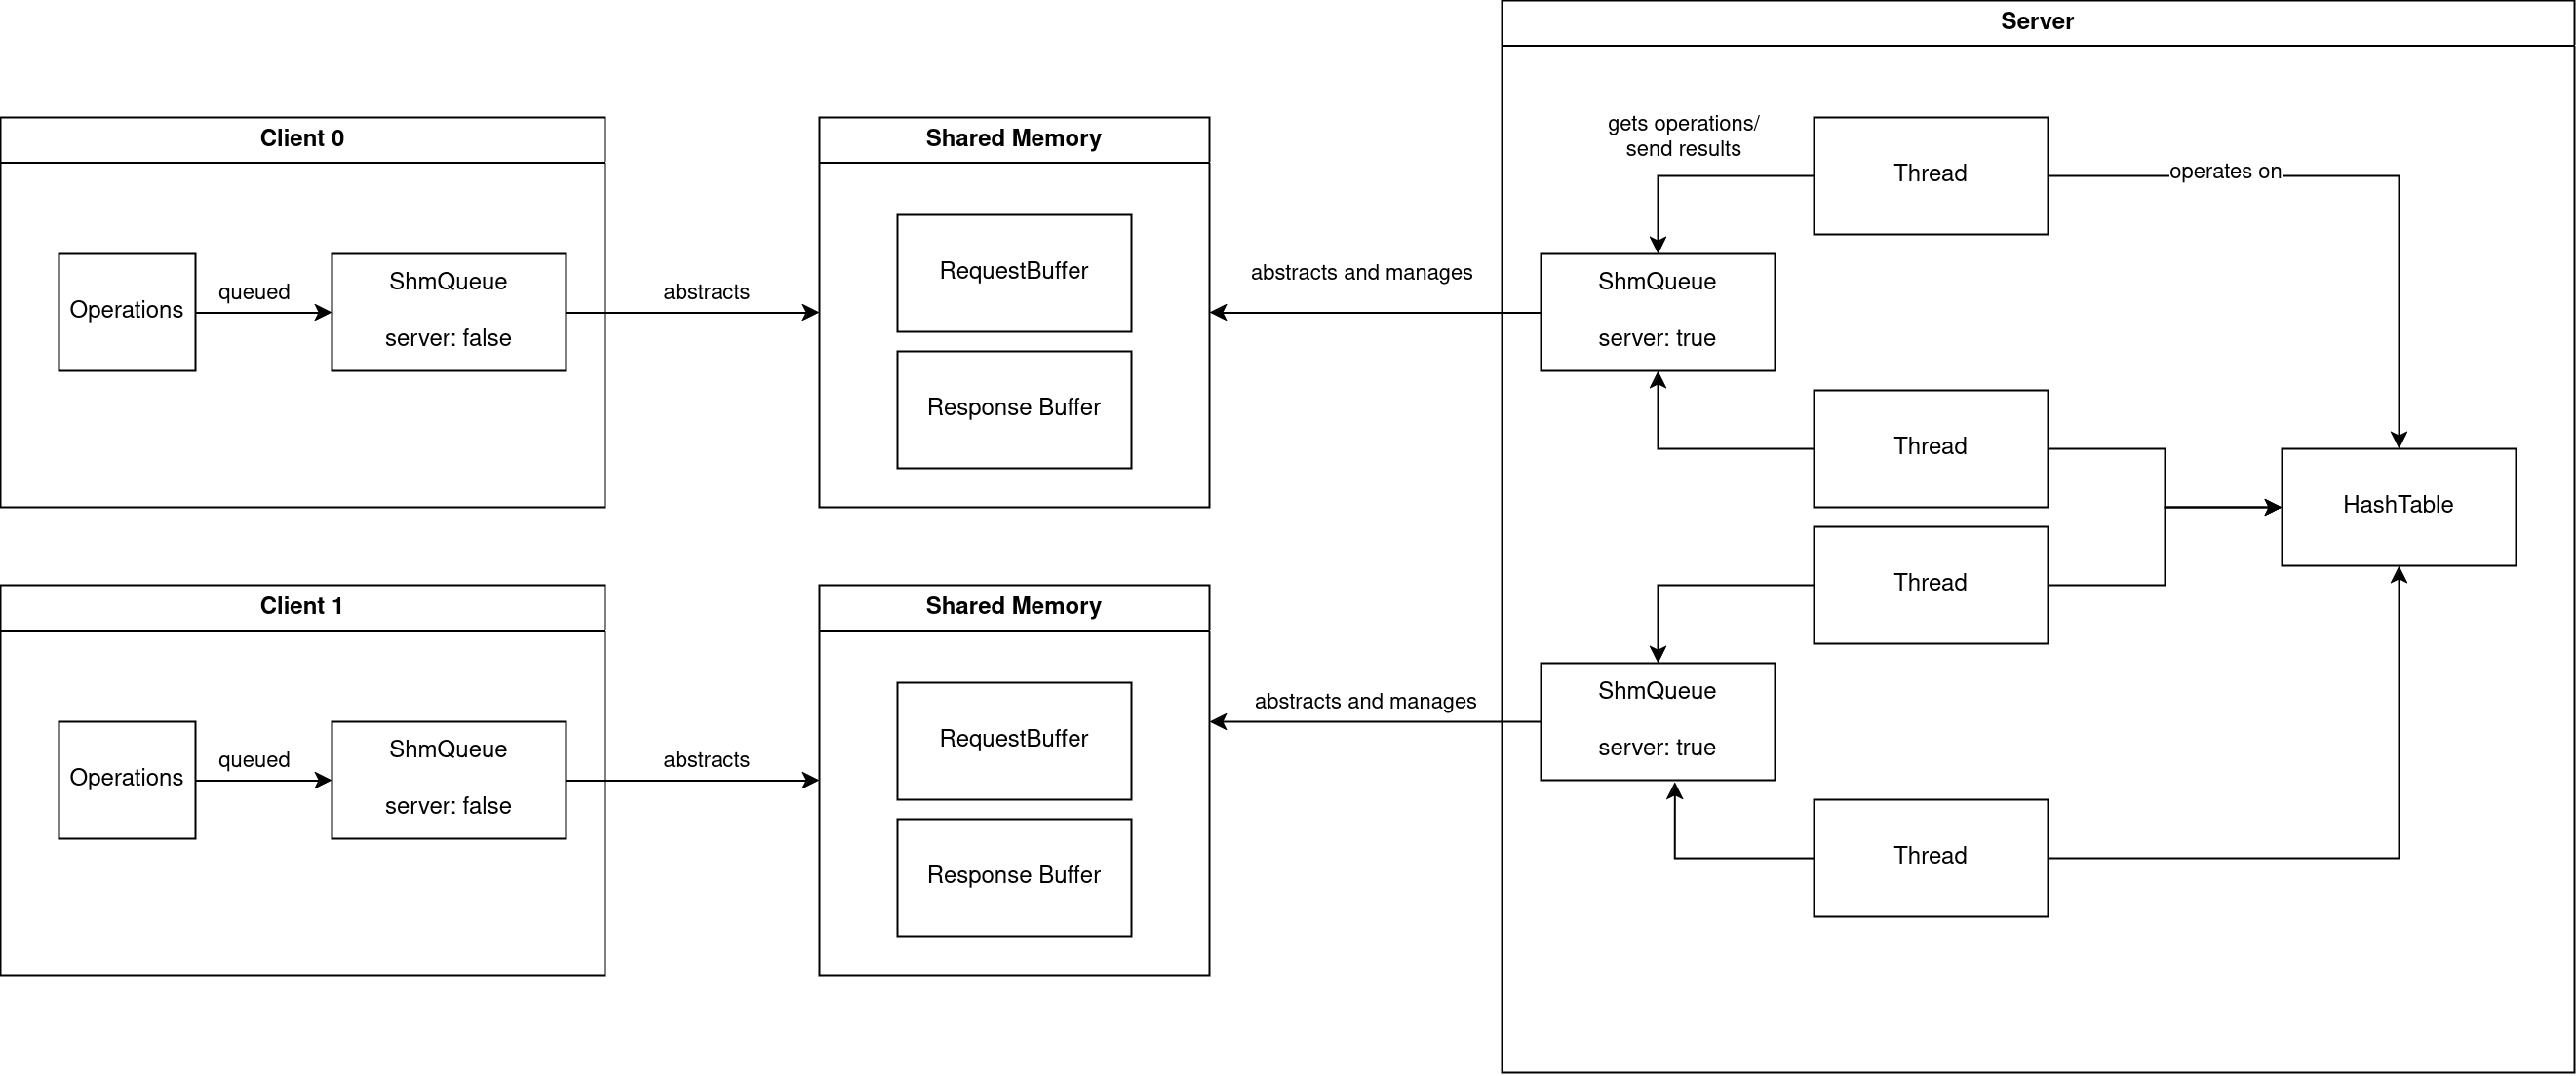 Server
Client 0
Operations
queued
ShmQueue
server: false
abstracts
Shared Memory
RequestBuffer
Response Buffer
abstracts and manages
gets operations/
send results
ShmQueue
server: true
Thread
operates on
Thread
HashTable
Client 1
Operations
queued
ShmQueue
server: false
abstracts
Shared Memory
RequestBuffer
Response Buffer
abstracts and manages
ShmQueue
server: true
Thread
Thread